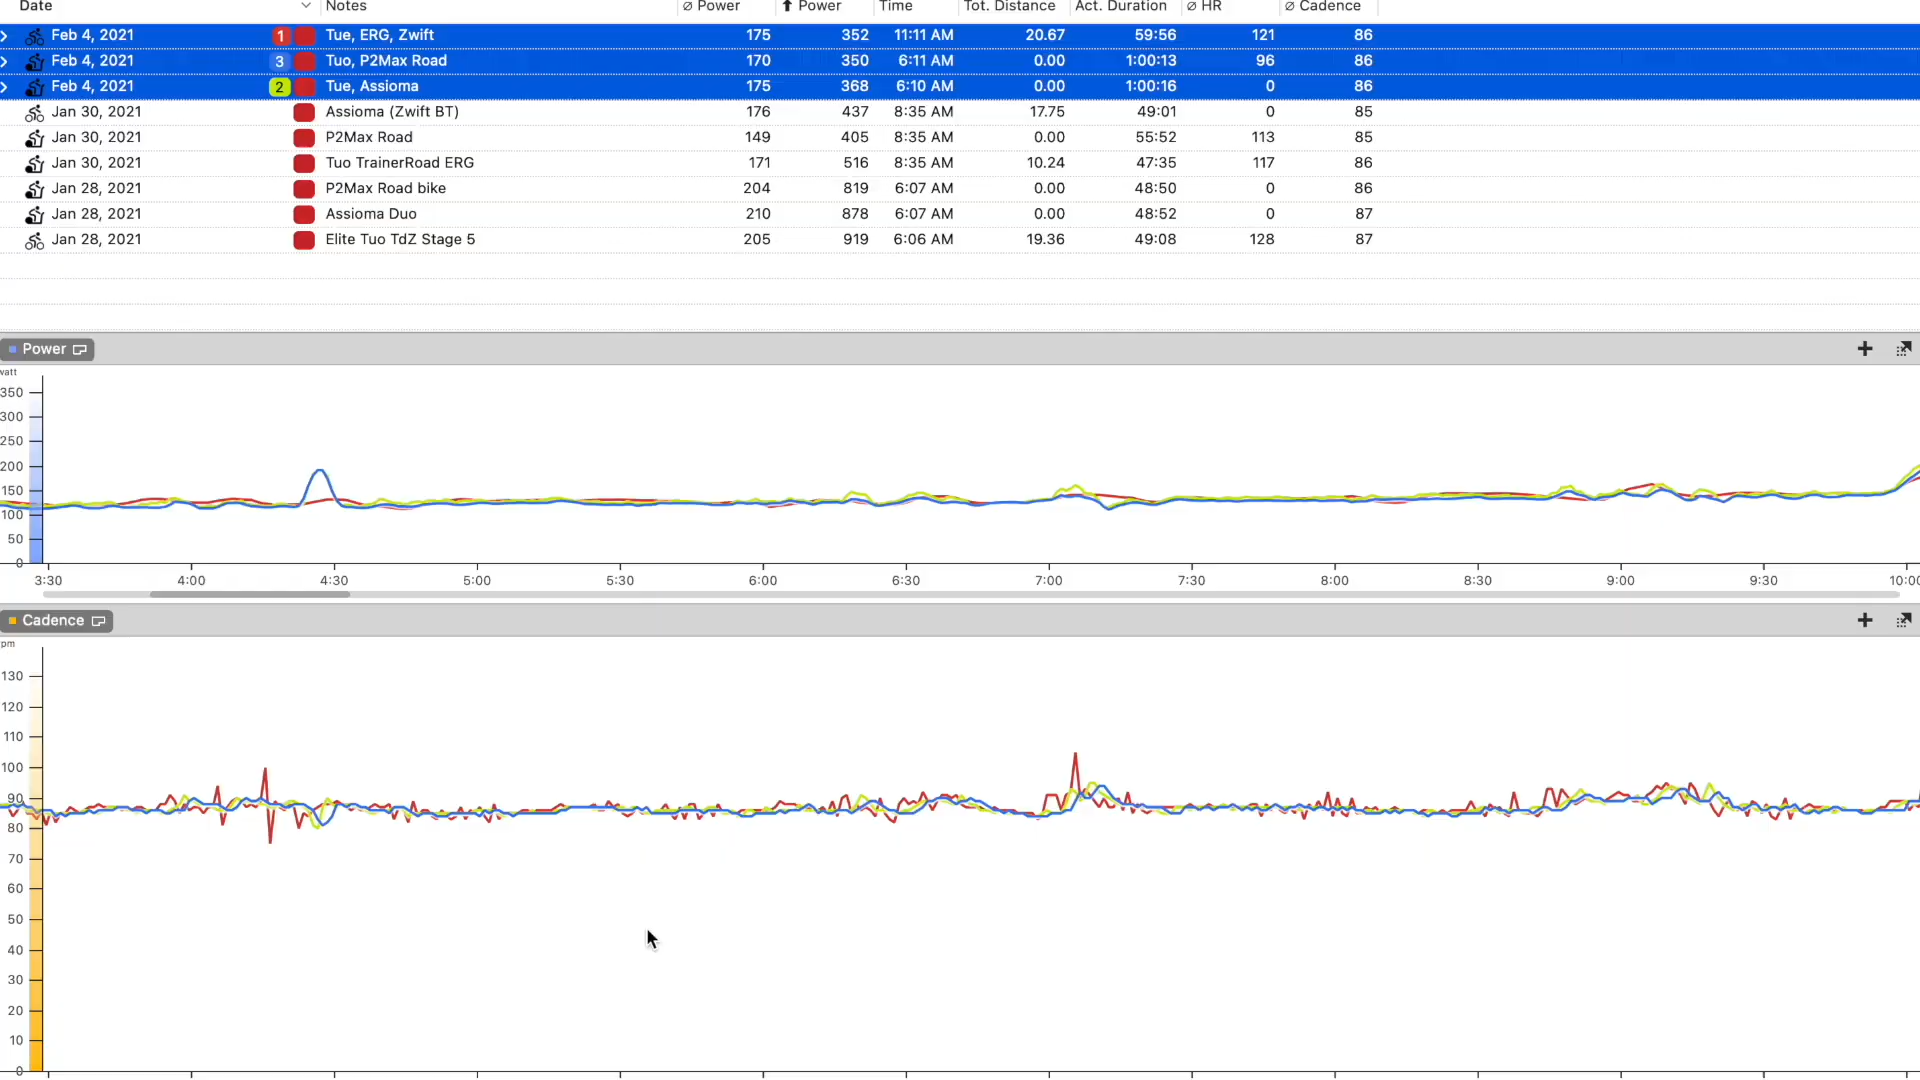 Date Notes ⌀ Power ⬆ Power Time Tot. Distance Act. Duration ⌀ HR ⌀ Cadence
Feb 4, 2021 1 Tue, ERG, Zwift 175 352 11:11 AM 20.67 59:56 121 86
Feb 4, 2021 3 Tuo, P2Max Road 170 350 6:11 AM 0.00 1:00:13 96 86
Feb 4, 2021 2 Tue, Assioma 175 368 6:10 AM 0.00 1:00:16 0 86
Jan 30, 2021 Assioma (Zwift BT) 176 437 8:35 AM 17.75 49:01 0 85
Jan 30, 2021 P2Max Road 149 405 8:35 AM 0.00 55:52 113 85
Jan 30, 2021 Tuo TrainerRoad ERG 171 516 8:35 AM 10.24 47:35 117 86
Jan 28, 2021 P2Max Road bike 204 819 6:07 AM 0.00 48:50 0 86
Jan 28, 2021 Assioma Duo 210 878 6:07 AM 0.00 48:52 0 87
Jan 28, 2021 Elite Tuo TdZ Stage 5 205 919 6:06 AM 19.36 49:08 128 87
Power
watt
350
300
250
200
150
100
50
0
3:30 4:00 4:30 5:00 5:30 6:00 6:30 7:00 7:30 8:00 8:30 9:00 9:30 10:00
Cadence
rpm
130
120
110
100
90
80
70
60
50
40
30
20
10
0